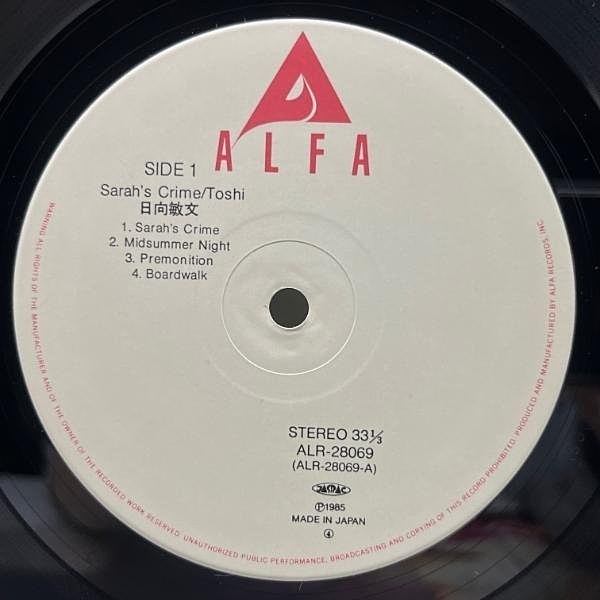 ALFA
SIDE 1
Sarah's Crime/Toshi
日向敏文
1. Sarah's Crime
2. Midsummer Night
3. Premonition
4. Boardwalk
STEREO 33⅓
ALR-28069
(ALR-28069-A)
JASRAC
Ⓟ1985
MADE IN JAPAN
④
WARNING: ALL RIGHTS OF THE MANUFACTURER AND OF THE OWNER OF THE RECORDED WORK RESERVED. UNAUTHORIZED PUBLIC PERFORMANCE, BROADCASTING AND COPYING OF THIS RECORD PROHIBITED. PRODUCED AND MANUFACTURED BY ALFA RECORDS, INC.